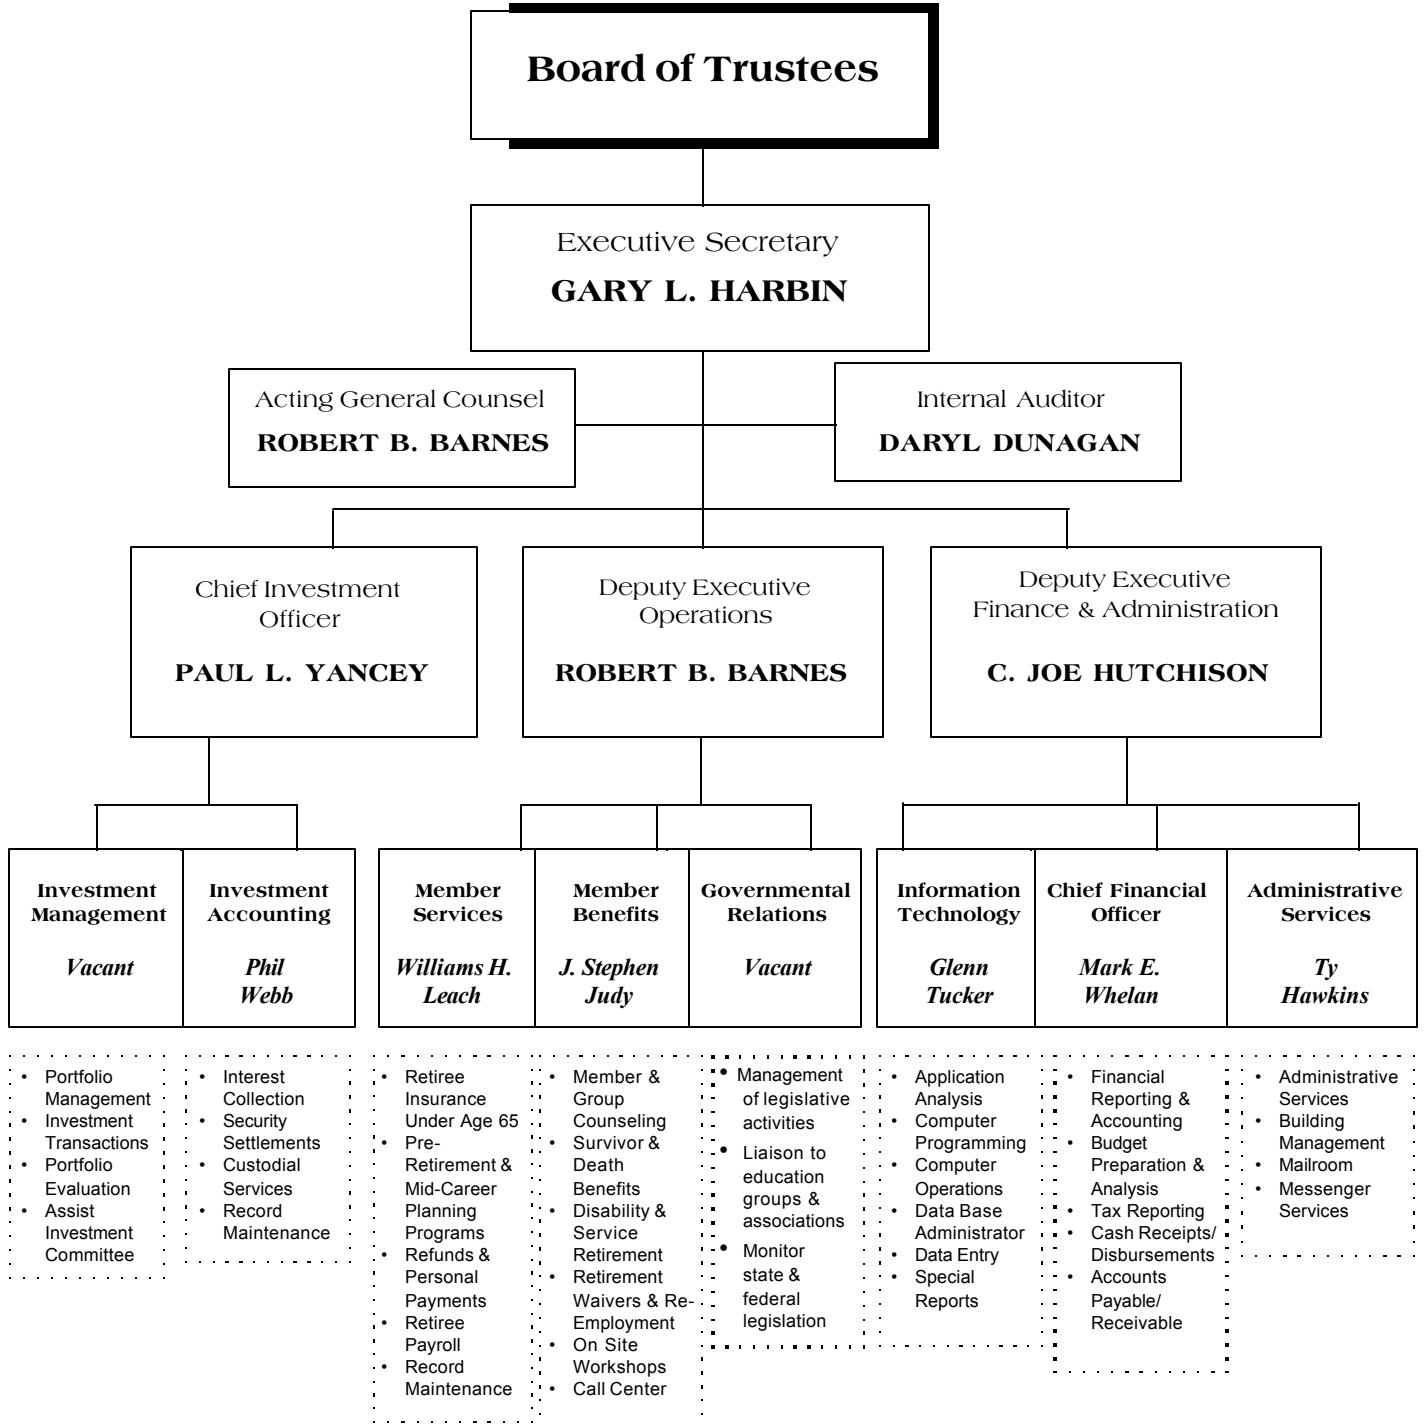 Board of Trustees
Executive Secretary
GARY L. HARBIN
Acting General Counsel
ROBERT B. BARNES
Internal Auditor
DARYL DUNAGAN
Chief Investment
Officer
PAUL L. YANCEY
Deputy Executive
Operations
ROBERT B. BARNES
Deputy Executive
Finance & Administration
C. JOE HUTCHISON
Investment
Management
Vacant
Investment
Accounting
Phil
Webb
Member
Services
Williams H.
Leach
Member
Benefits
J. Stephen
Judy
Governmental
Relations
Vacant
Information
Technology
Glenn
Tucker
Chief Financial
Officer
Mark E.
Whelan
Administrative
Services
Ty
Hawkins
• Portfolio
Management
• Investment
Transactions
• Portfolio
Evaluation
• Assist
Investment
Committee
• Interest
Collection
• Security
Settlements
• Custodial
Services
• Record
Maintenance
• Retiree
Insurance
Under Age 65
• Pre-
Retirement &
Mid-Career
Planning
Programs
• Refunds &
Personal
Payments
• Retiree
Payroll
• Record
Maintenance
• Member &
Group
Counseling
• Survivor &
Death
Benefits
• Disability &
Service
Retirement
• Retirement
Waivers & Re-
Employment
• On Site
Workshops
• Call Center
• Management
of legislative
activities
• Liaison to
education
groups &
associations
• Monitor
state &
federal
legislation
• Application
Analysis
• Computer
Programming
• Computer
Operations
• Data Base
Administrator
• Data Entry
• Special
Reports
• Financial
Reporting &
Accounting
• Budget
Preparation &
Analysis
• Tax Reporting
• Cash Receipts/
Disbursements
• Accounts
Payable/
Receivable
• Administrative
Services
• Building
Management
• Mailroom
• Messenger
Services